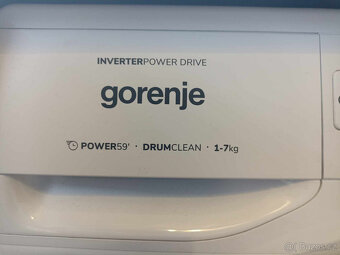 INVERTERPOWER DRIVE
gorenje
POWER59' · DRUMCLEAN · 1-7kg